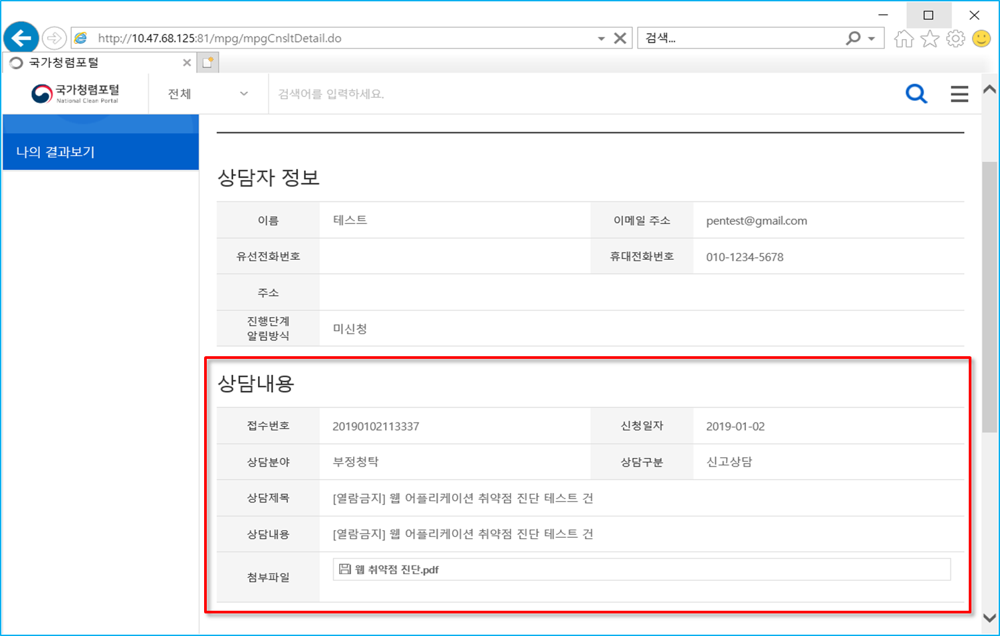 http://10.47.68.125:81/mpg/mpgCnsltDetail.do
검색...
국가청렴포털
국가청렴포털
National Clean Portal
전체
검색어를 입력하세요.
나의 결과보기
상담자 정보
이름 테스트 이메일 주소 pentest@gmail.com
유선전화번호 휴대전화번호 010-1234-5678
주소
진행단계
알림방식
미신청
상담내용
접수번호 20190102113337 신청일자 2019-01-02
상담분야 부정청탁 상담구분 신고상담
상담제목 [열람금지] 웹 어플리케이션 취약점 진단 테스트 건
상담내용 [열람금지] 웹 어플리케이션 취약점 진단 테스트 건
첨부파일 웹 취약점 진단.pdf